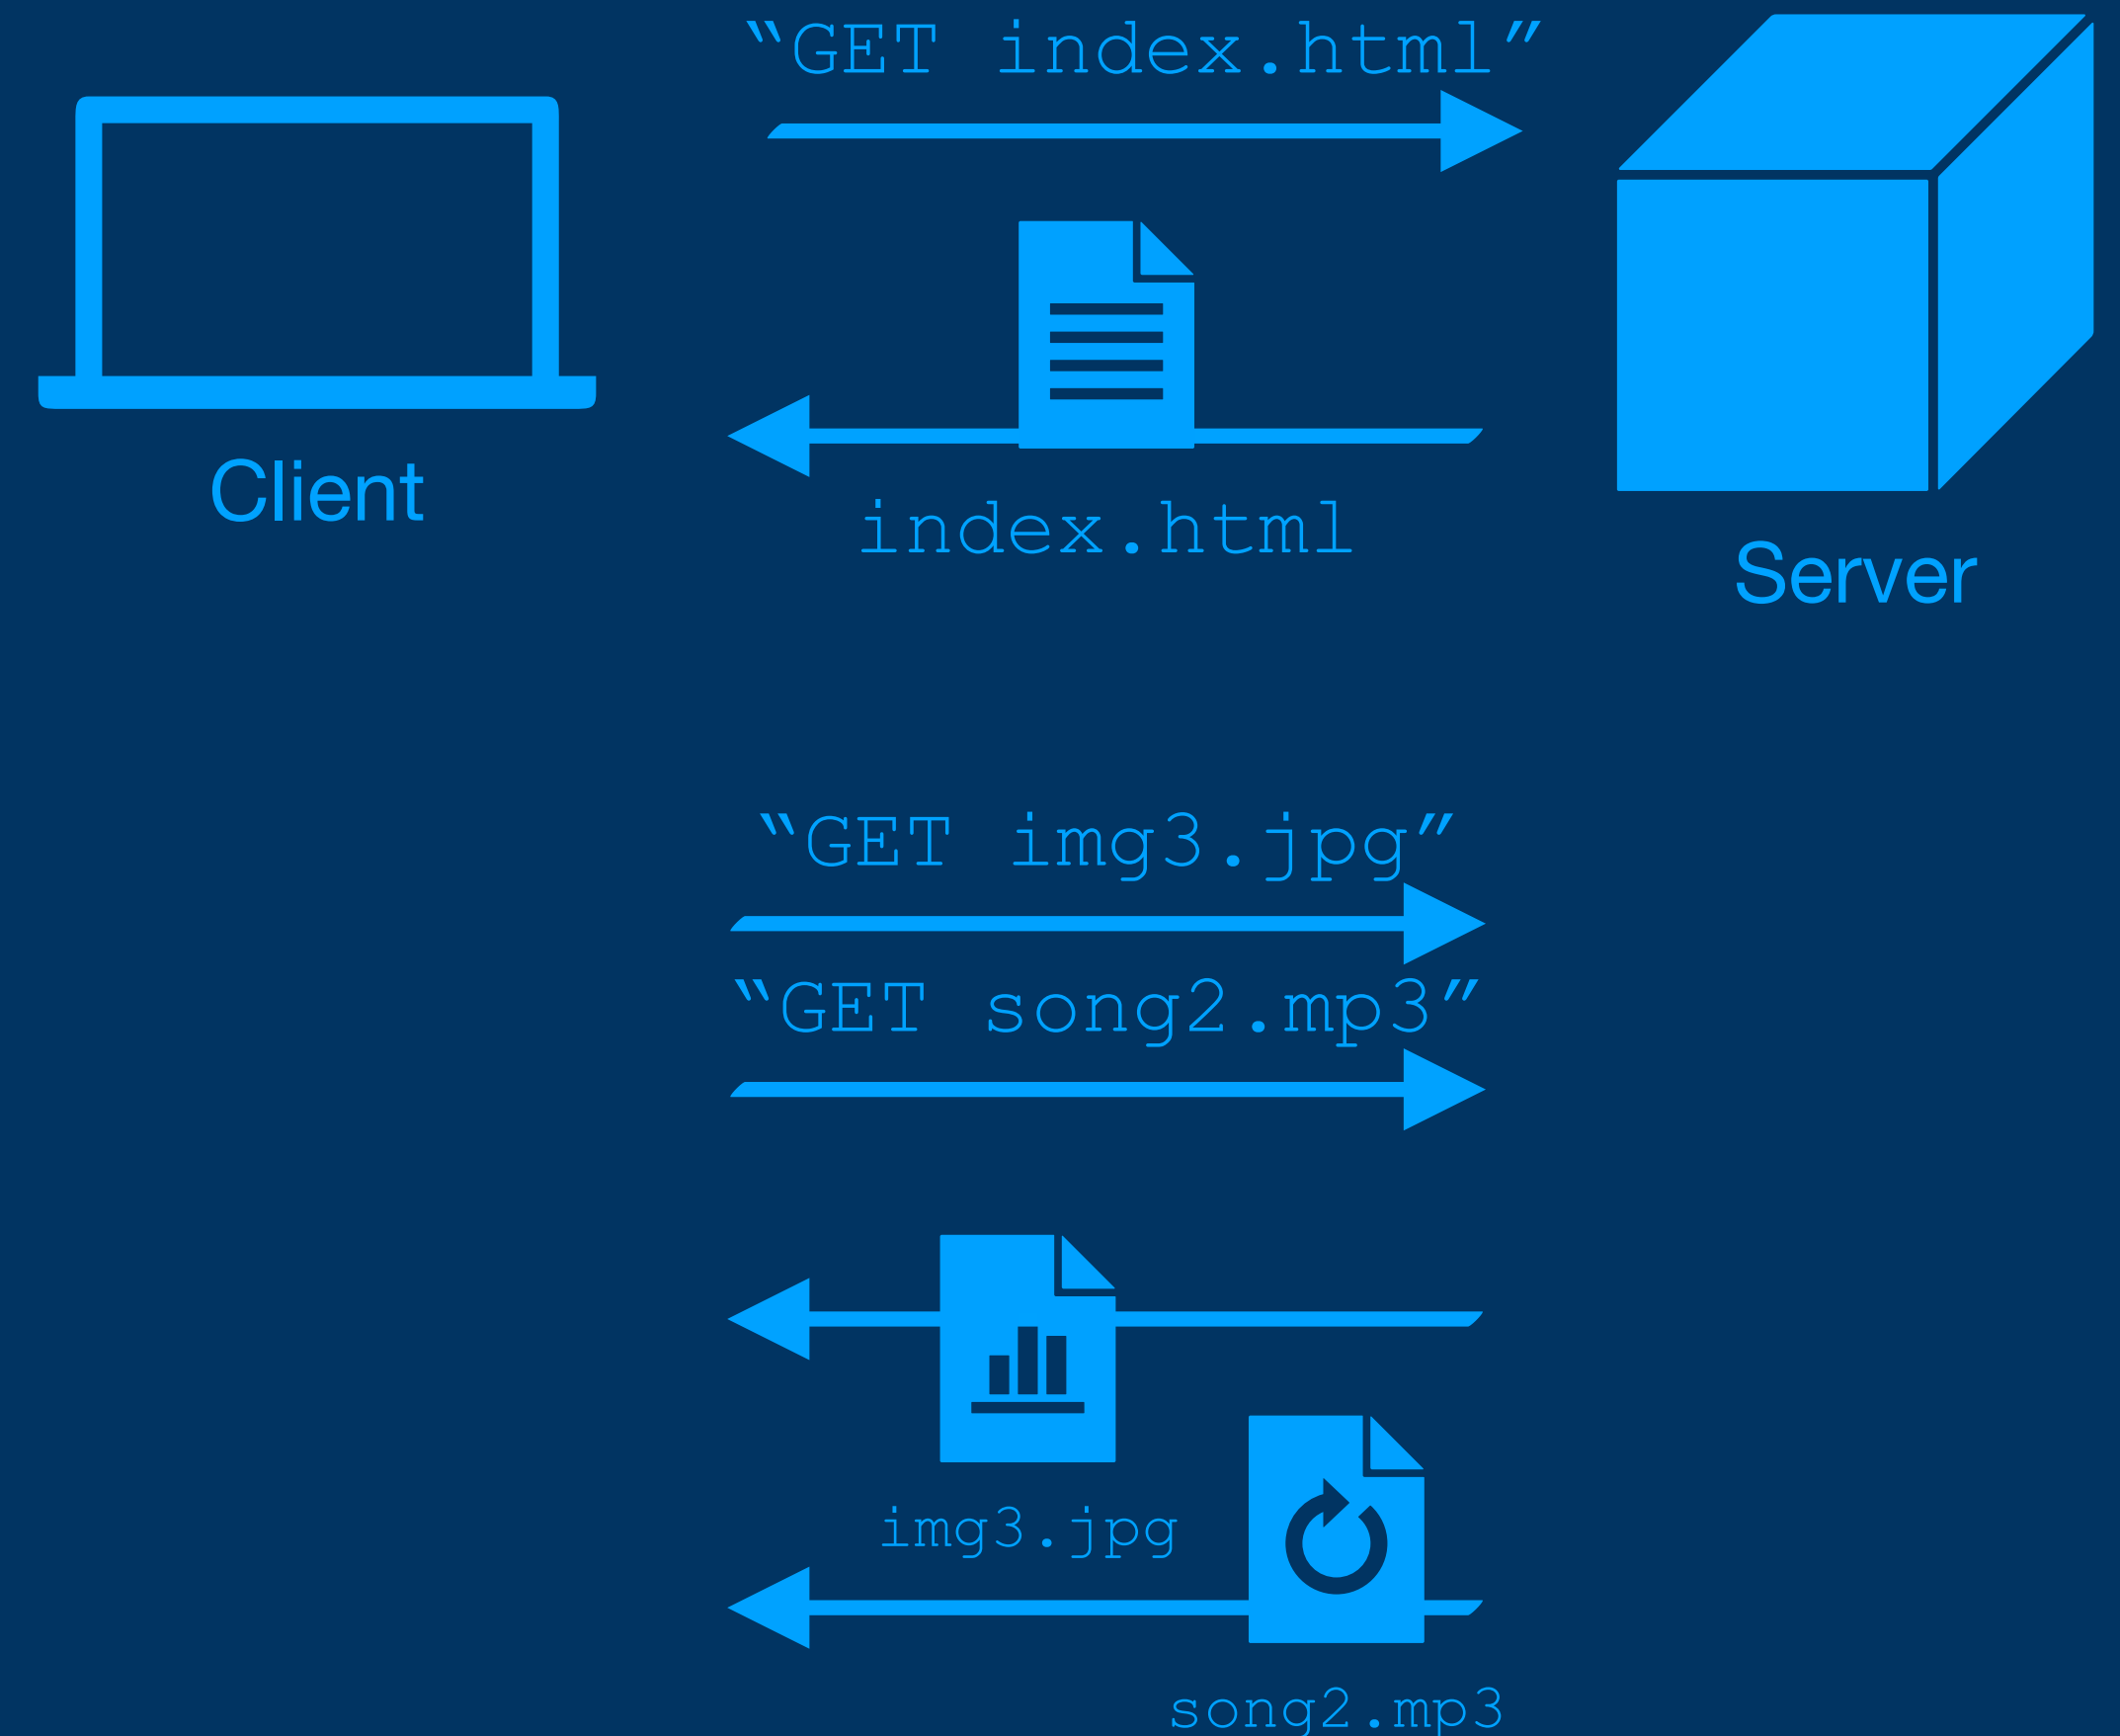 “GET index.html”
Client
index.html
Server
“GET img3.jpg”
“GET song2.mp3”
img3.jpg
song2.mp3